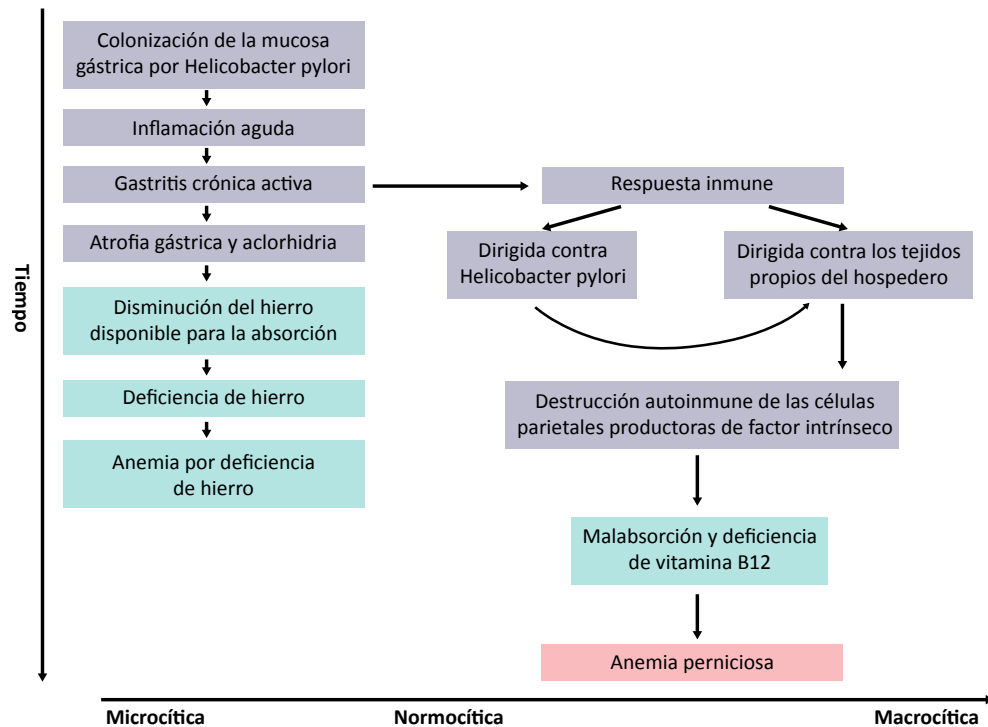 Colonización de la mucosa
gástrica por Helicobacter pylori
Inflamación aguda
Gastritis crónica activa
Respuesta inmune
Atrofia gástrica y aclorhidria
Dirigida contra
Helicobacter pylori
Dirigida contra los tejidos
propios del hospedero
Tiempo
Disminución del hierro
disponible para la absorción
Deficiencia de hierro
Destrucción autoinmune de las células
parietales productoras de factor intrínseco
Anemia por deficiencia
de hierro
Malabsorción y deficiencia
de vitamina B12
Anemia perniciosa
Microcítica
Normocítica
Macrocítica